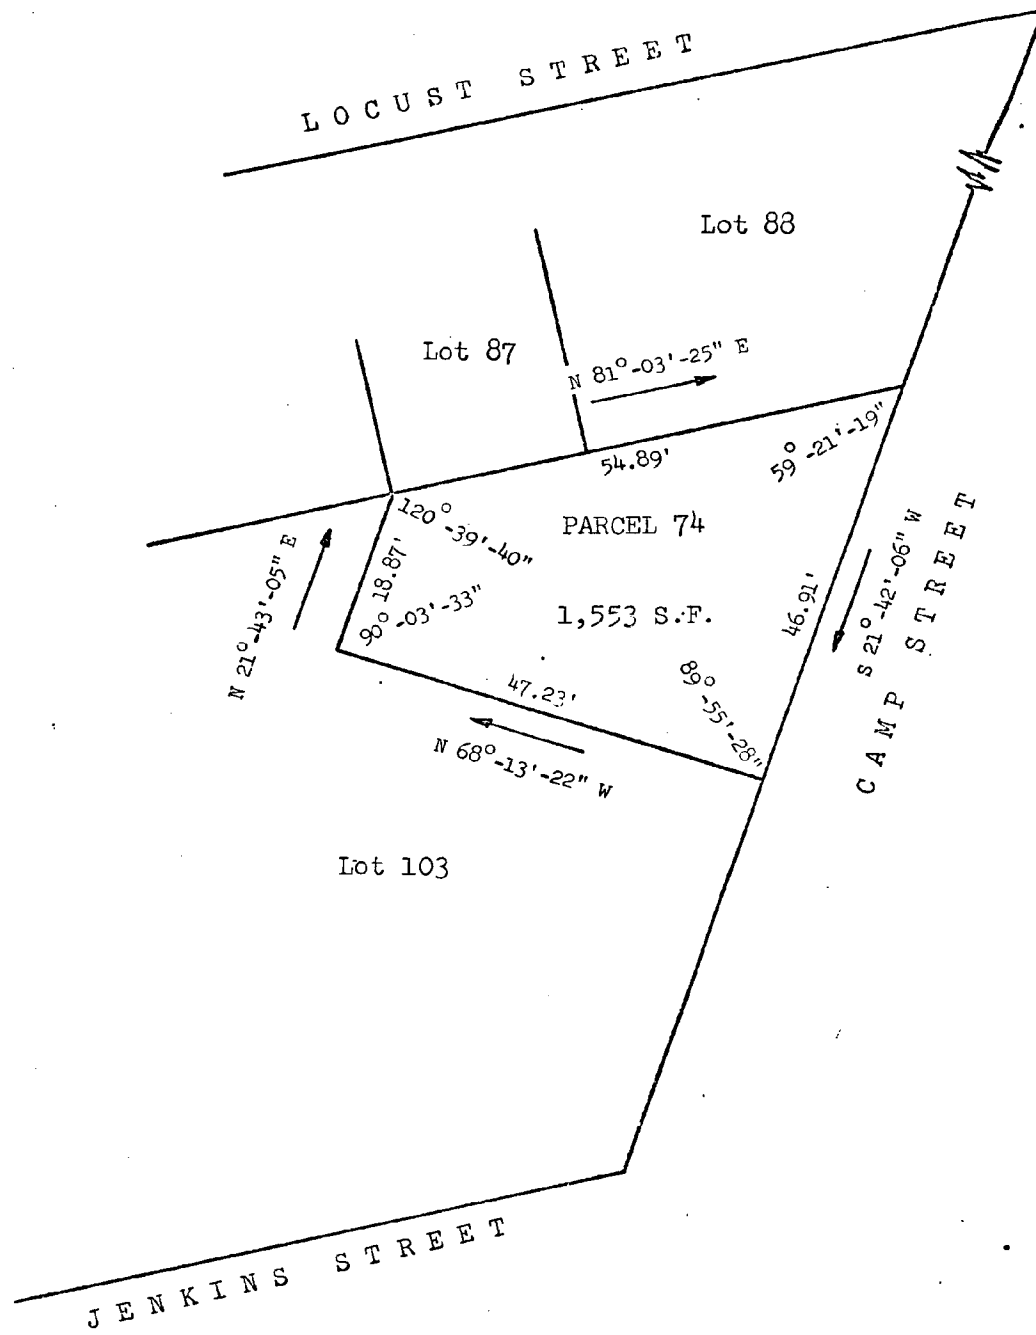 LOCUST STREET
Lot 88
Lot 87
N 81°-03'-25" E
54.89'
59°-21'-19"
120°-39'-40"
PARCEL 74
18.87'
N 21°-43'-05" E
90°-03'-33"
1,553 S.F.
46.91'
S 21°-42'-06" W
CAMP STREET
89°-55'-28"
47.23'
N 68°-13'-22" W
Lot 103
JENKINS STREET